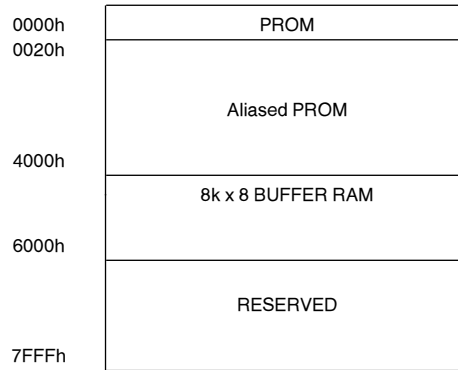 0000h
PROM
0020h
Aliased PROM
4000h
8k x 8 BUFFER RAM
6000h
RESERVED
7FFFh